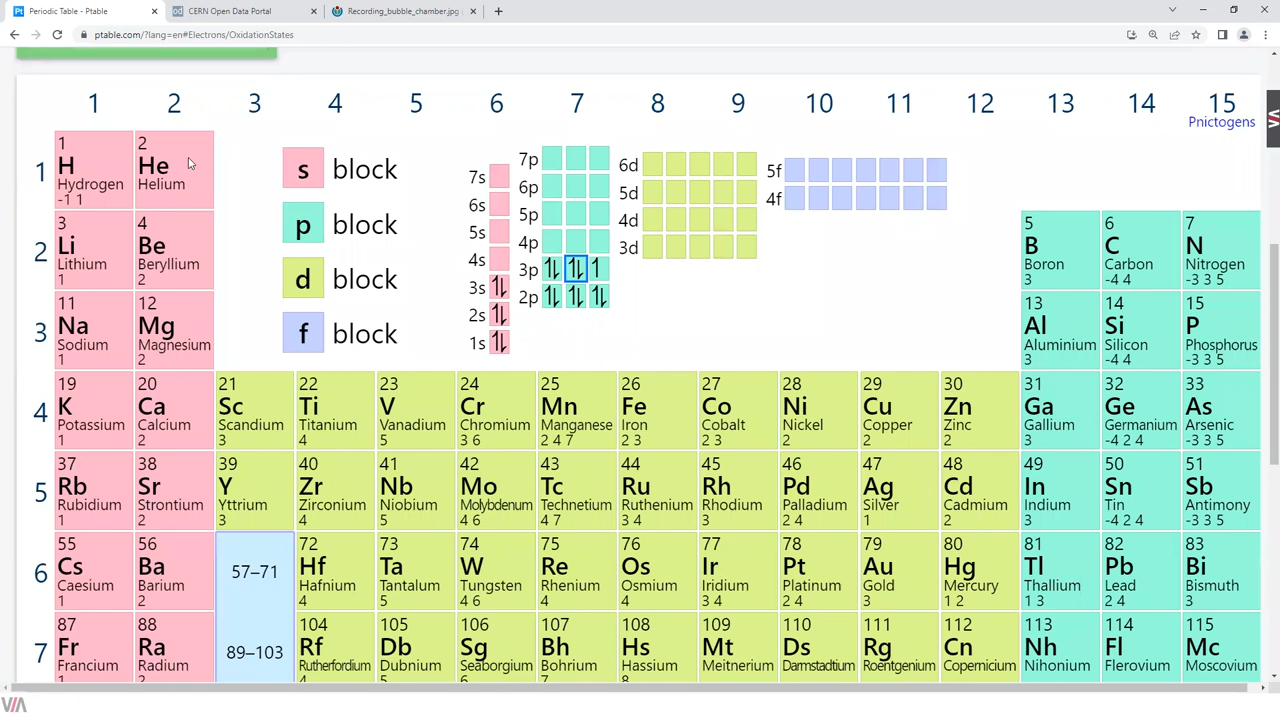 Periodic Table - Ptable
CERN Open Data Portal
Recording_bubble_chamber.jpg
ptable.com/?lang=en#Electrons/OxidationStates
1 2 3 4 5 6 7 8 9 10 11 12 13 14 15
Pnictogens
1
1
H
Hydrogen
-1 1
2
He
Helium
s block
p block
d block
f block
7s
6s
5s
4s
3s
2s
1s
7p
6p
5p
4p
3p
2p
6d
5d
4d
3d
5f
4f
2
3
Li
Lithium
1
4
Be
Beryllium
2
5
B
Boron
3
6
C
Carbon
-4 4
7
N
Nitrogen
-3 3 5
3
11
Na
Sodium
1
12
Mg
Magnesium
2
13
Al
Aluminium
3
14
Si
Silicon
-4 4
15
P
Phosphorus
-3 3 5
4
19
K
Potassium
1
20
Ca
Calcium
2
21
Sc
Scandium
3
22
Ti
Titanium
4
23
V
Vanadium
5
24
Cr
Chromium
3 6
25
Mn
Manganese
2 4 7
26
Fe
Iron
2 3
27
Co
Cobalt
2 3
28
Ni
Nickel
2
29
Cu
Copper
2
30
Zn
Zinc
2
31
Ga
Gallium
3
32
Ge
Germanium
-4 2 4
33
As
Arsenic
-3 3 5
5
37
Rb
Rubidium
1
38
Sr
Strontium
2
39
Y
Yttrium
3
40
Zr
Zirconium
4
41
Nb
Niobium
5
42
Mo
Molybdenum
4 6
43
Tc
Technetium
4 7
44
Ru
Ruthenium
3 4
45
Rh
Rhodium
3
46
Pd
Palladium
2 4
47
Ag
Silver
1
48
Cd
Cadmium
2
49
In
Indium
3
50
Sn
Tin
-4 2 4
51
Sb
Antimony
-3 3 5
6
55
Cs
Caesium
1
56
Ba
Barium
2
57–71
72
Hf
Hafnium
4
73
Ta
Tantalum
5
74
W
Tungsten
4 6
75
Re
Rhenium
4
76
Os
Osmium
4
77
Ir
Iridium
3 4
78
Pt
Platinum
2 4
79
Au
Gold
3
80
Hg
Mercury
1 2
81
Tl
Thallium
1 3
82
Pb
Lead
2 4
83
Bi
Bismuth
3
7
87
Fr
Francium
1
88
Ra
Radium
2
89–103
104
Rf
Rutherfordium
4
105
Db
Dubnium
5
106
Sg
Seaborgium
6
107
Bh
Bohrium
7
108
Hs
Hassium
8
109
Mt
Meitnerium
110
Ds
Darmstadtium
111
Rg
Roentgenium
112
Cn
Copernicium
113
Nh
Nihonium
114
Fl
Flerovium
115
Mc
Moscovium
VIA